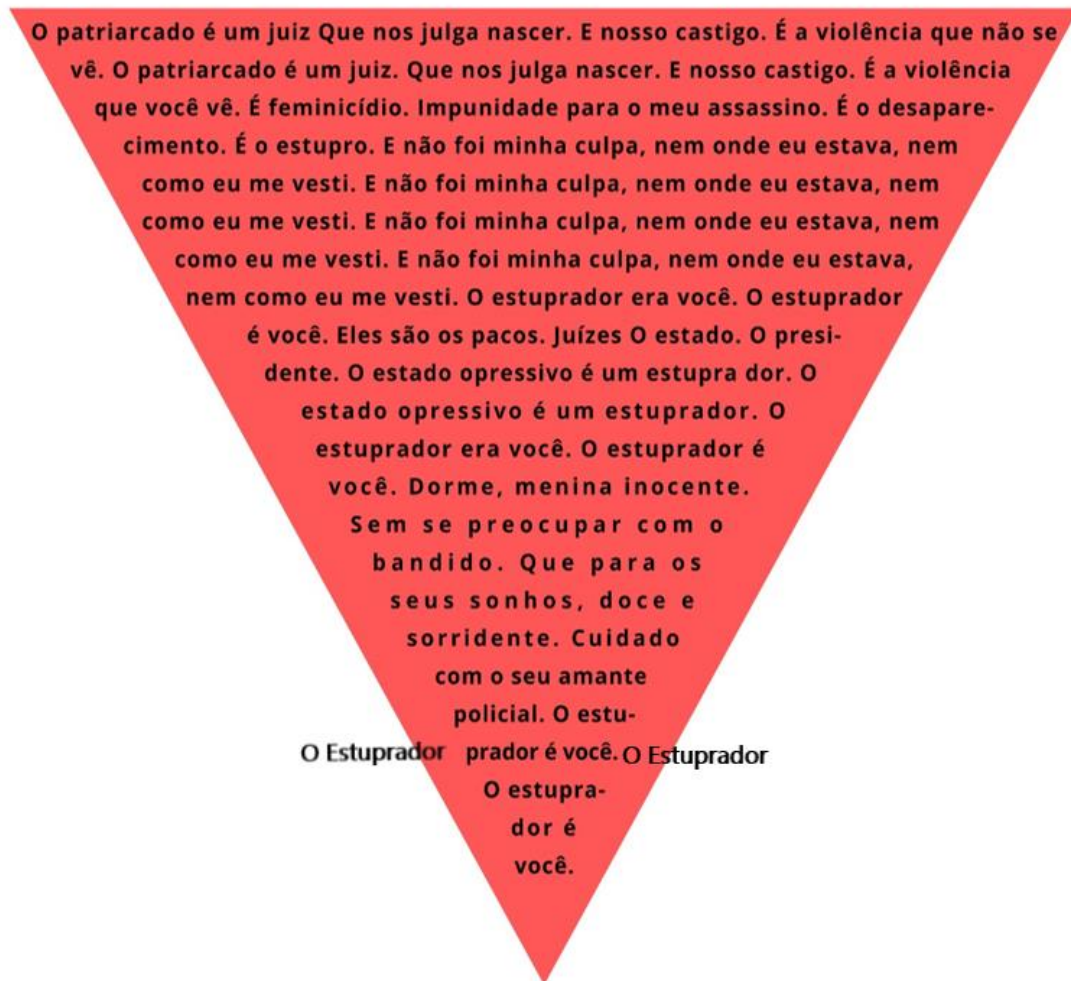 O patriarcado é um juiz Que nos julga nascer. E nosso castigo. É a violência que não se
vê. O patriarcado é um juiz. Que nos julga nascer. E nosso castigo. É a violência
que você vê. É feminicídio. Impunidade para o meu assassino. É o desapare-
cimento. É o estupro. E não foi minha culpa, nem onde eu estava, nem
como eu me vesti. E não foi minha culpa, nem onde eu estava, nem
como eu me vesti. E não foi minha culpa, nem onde eu estava, nem
como eu me vesti. E não foi minha culpa, nem onde eu estava,
nem como eu me vesti. O estuprador era você. O estuprador
é você. Eles são os pacos. Juízes O estado. O presi-
dente. O estado opressivo é um estupra dor. O
estado opressivo é um estuprador. O
estuprador era você. O estuprador é
você. Dorme, menina inocente.
Sem se preocupar com o
bandido. Que para os
seus sonhos, doce e
sorridente. Cuidado
com o seu amante
policial. O estu-
O Estuprador prador é você. O Estuprador
O estupra-
dor é
você.